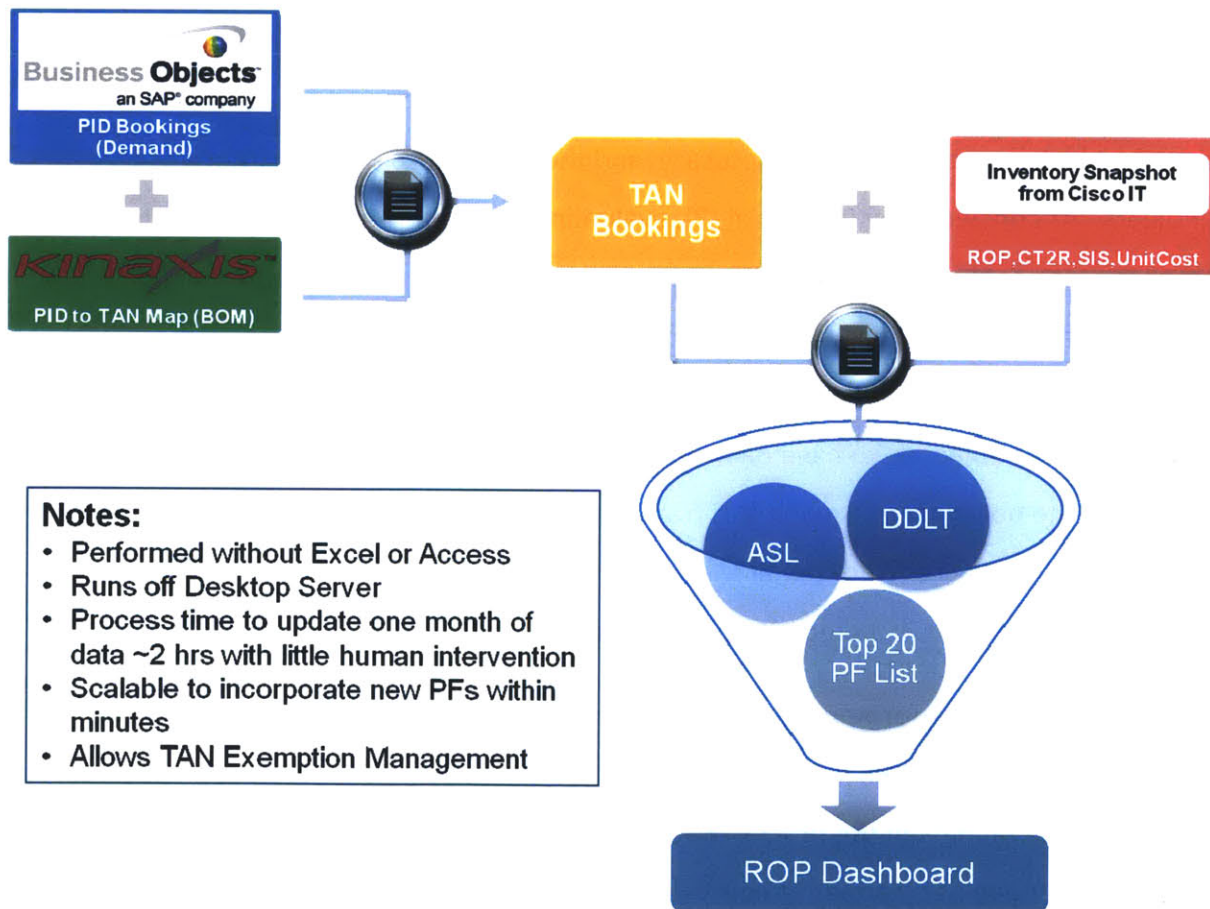 Business Objects™
an SAP® company
PID Bookings
(Demand)
KINAXIS™
PID to TAN Map (BOM)
TAN
Bookings
Inventory Snapshot
from Cisco IT
ROP,CT2R,SIS,UnitCost
ASL
DDLT
Top 20
PF List
Notes:
• Performed without Excel or Access
• Runs off Desktop Server
• Process time to update one month of
data ~2 hrs with little human intervention
• Scalable to incorporate new PFs within
minutes
• Allows TAN Exemption Management
ROP Dashboard